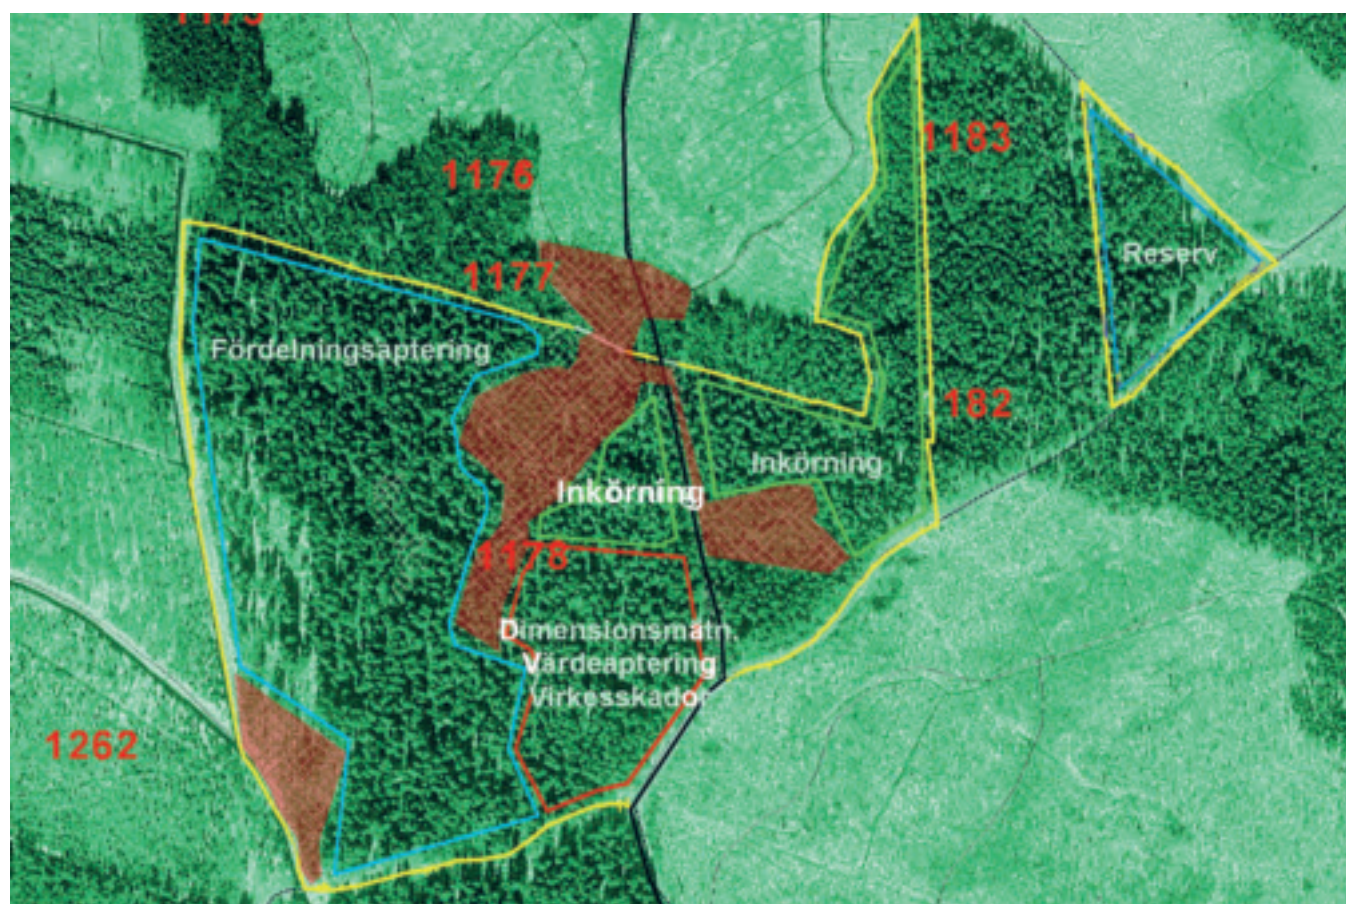 1176
1183
1177
Reserv
Fördelningsaptering
182
Inkörning
Inkörning
1178
Dimensionsmätn.
Värdeaptering
Virkesskador
1262